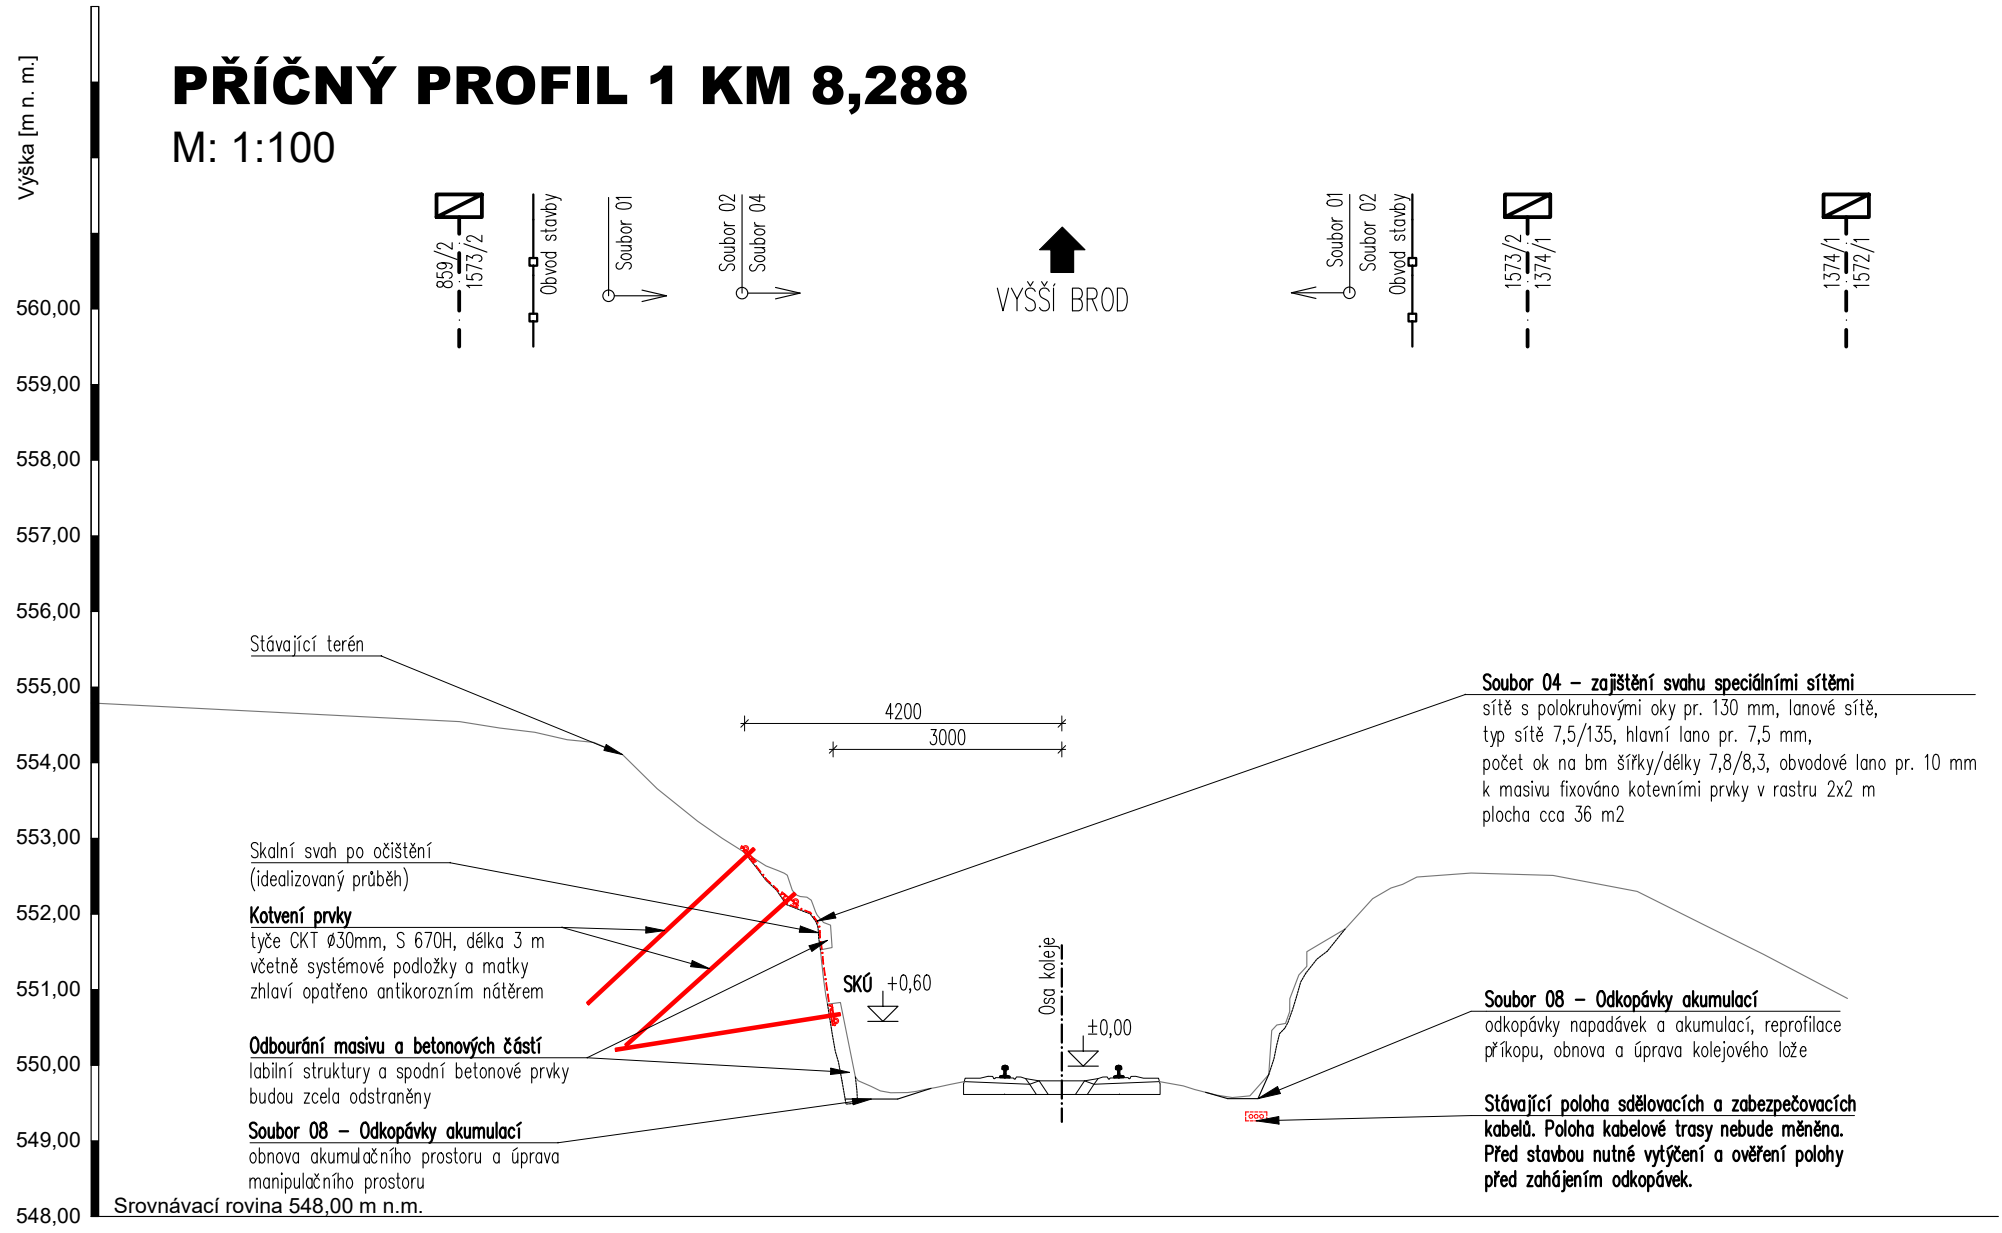 Výška [m n. m.]
PŘÍČNÝ PROFIL 1 KM 8,288
M: 1:100
859/2
1573/2
Obvod stavby
Soubor 01
Soubor 02
Soubor 04
VYŠŠÍ BROD
Soubor 01
Soubor 02
Obvod stavby
1573/2
1374/1
1374/1
1572/1
560,00
559,00
558,00
557,00
556,00
555,00
554,00
553,00
552,00
551,00
550,00
549,00
548,00
Stávající terén
4200
3000
Soubor 04 – zajištění svahu speciálními sítěmi
sítě s polokruhovými oky pr. 130 mm, lanové sítě,
typ sítě 7,5/135, hlavní lano pr. 7,5 mm,
počet ok na bm šířky/délky 7,8/8,3, obvodové lano pr. 10 mm
k masivu fixováno kotevními prvky v rastru 2x2 m
plocha cca 36 m2
Skalní svah po očištění
(idealizovaný průběh)
Kotvení prvky
tyče CKT ø30mm, S 670H, délka 3 m
včetně systémové podložky a matky
zhlaví opatřeno antikorozním nátěrem
SKÚ +0,60
Osa koleje
±0,00
Odbourání masivu a betonových částí
labilní struktury a spodní betonové prvky
budou zcela odstraněny
Soubor 08 – Odkopávky akumulací
obnova akumulačního prostoru a úprava
manipulačního prostoru
Soubor 08 – Odkopávky akumulací
odkopávky napadávek a akumulací, reprofilace
příkopu, obnova a úprava kolejového lože
Stávající poloha sdělovacích a zabezpečovacích
kabelů. Poloha kabelové trasy nebude měněna.
Před stavbou nutné vytýčení a ověření polohy
před zahájením odkopávek.
Srovnávací rovina 548,00 m n.m.